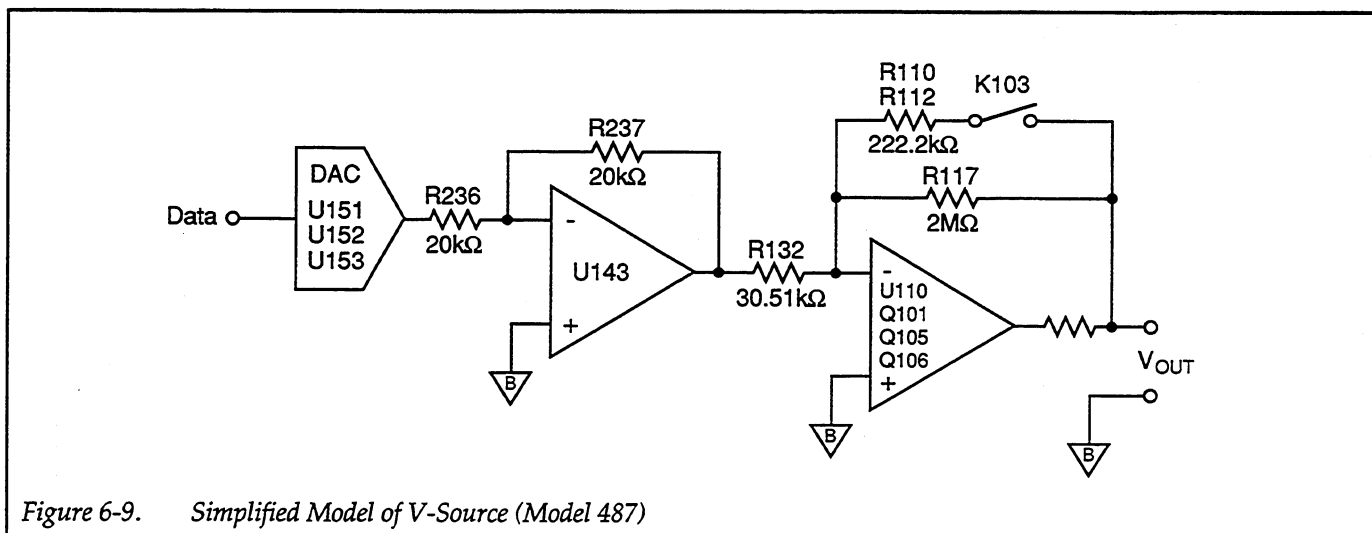 R110
R112
222.2kΩ
K103
R237
20kΩ
R117
2MΩ
DAC
U151
U152
U153
Data
R236
20kΩ
-
U143
+
R132
30.51kΩ
-
U110
Q101
Q105
Q106
+
B
B
VOUT
B
Figure 6-9. Simplified Model of V-Source (Model 487)